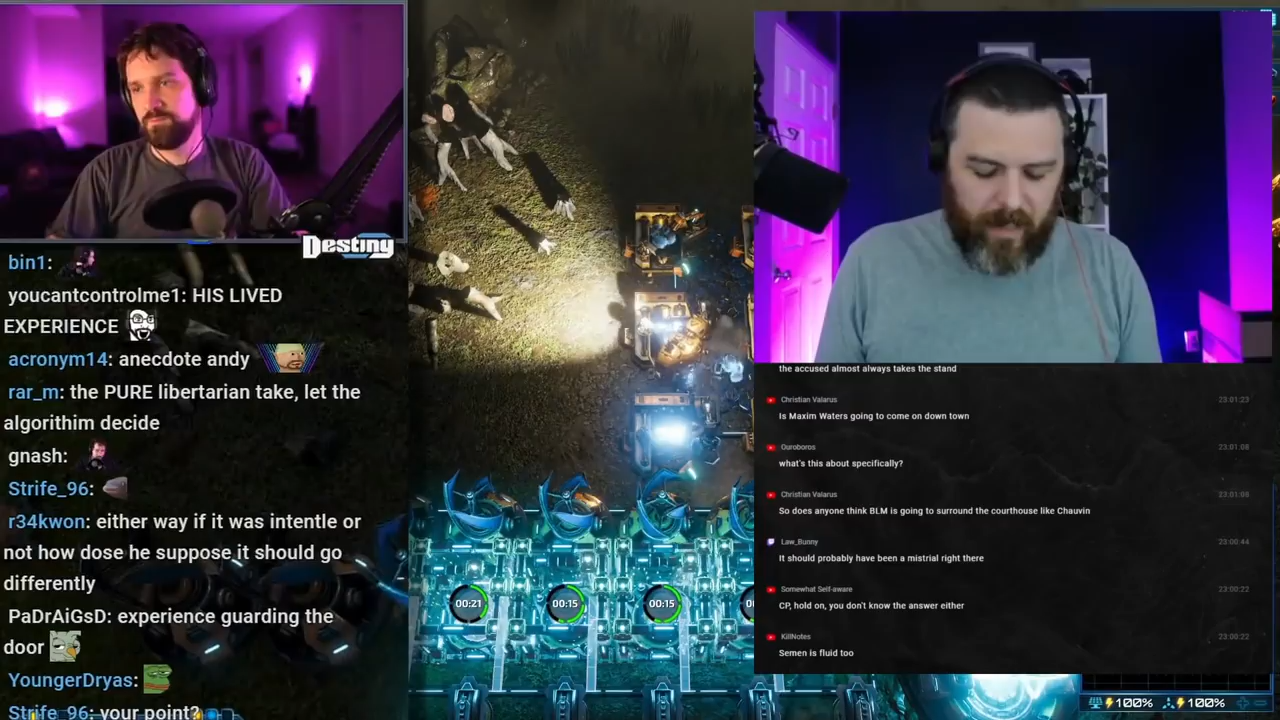 Destiny
bin1:
youcantcontrolme1: HIS LIVED
EXPERIENCE
acronym14: anecdote andy
rar_m: the PURE libertarian take, let the
algorithim decide
gnash:
Strife_96:
r34kwon: either way if it was intentle or
not how dose he suppose it should go
differently
PaDrAiGsD: experience guarding the
door
YoungerDryas:
Strife_96: your point?
00:21
00:15
00:15
the accused almost always takes the stand
Christian Valarus 23:01:23
Is Maxim Waters going to come on down town
Ouroboros 23:01:08
what's this about specifically?
Christian Valarus 23:01:08
So does anyone think BLM is going to surround the courthouse like Chauvin
Law_Bunny 23:00:44
It should probably have been a mistrial right there
Somewhat Self-aware 23:00:22
CP, hold on, you don't know the answer either
KillNotes 23:00:22
Semen is fluid too
100% 100%